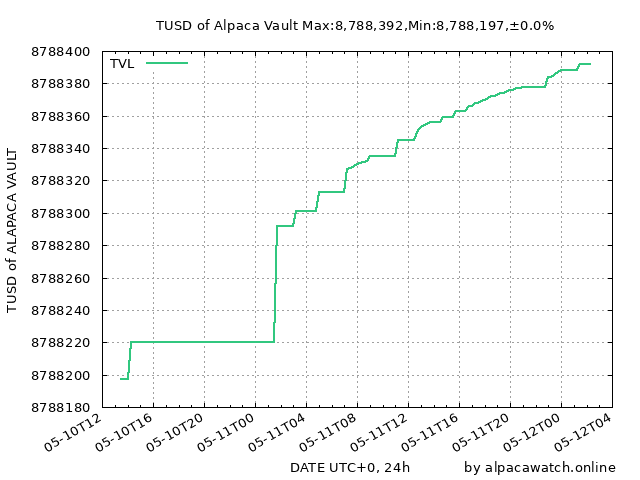 TUSD of Alpaca Vault Max:8,788,392,Min:8,788,197,±0.0%
TVL
TUSD of ALAPACA VAULT
8788400
8788380
8788360
8788340
8788320
8788300
8788280
8788260
8788240
8788220
8788200
8788180
05-10T12
05-10T16
05-10T20
05-11T00
05-11T04
05-11T08
05-11T12
05-11T16
05-11T20
05-12T00
05-12T04
DATE UTC+0, 24h
by alpacawatch.online